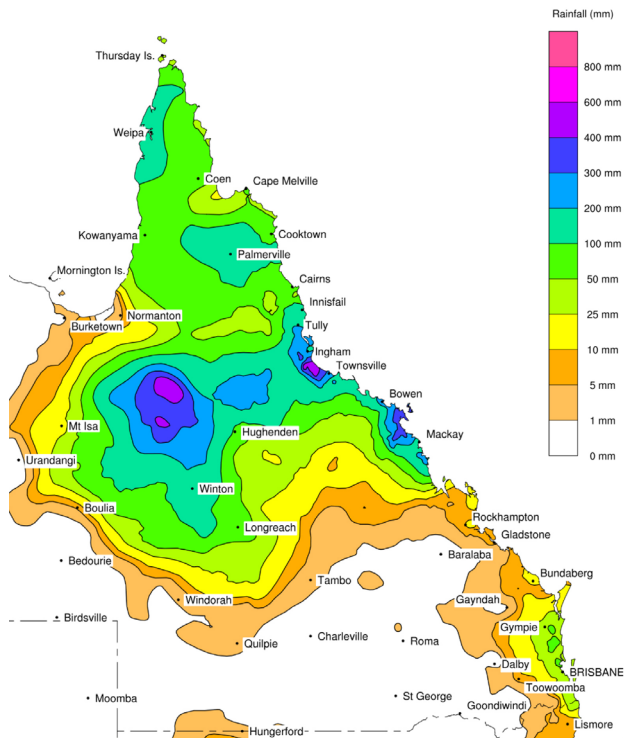 Rainfall (mm)
800 mm
600 mm
400 mm
300 mm
200 mm
100 mm
50 mm
25 mm
10 mm
5 mm
1 mm
0 mm
Thursday Is.
Weipa
Coen
Cape Melville
Kowanyama
Cooktown
Palmerville
Mornington Is.
Cairns
Innisfail
Normanton
Burketown
Tully
Ingham
Townsville
Bowen
Mt Isa
Hughenden
Mackay
Urandangi
Winton
Boulia
Longreach
Rockhampton
Gladstone
Bedourie
Baralaba
Tambo
Bundaberg
Windorah
Gayndah
Birdsville
Gympie
Quilpie
Charleville
Roma
Dalby
BRISBANE
Toowoomba
Moomba
St George
Goondiwindi
Hungerford
Lismore